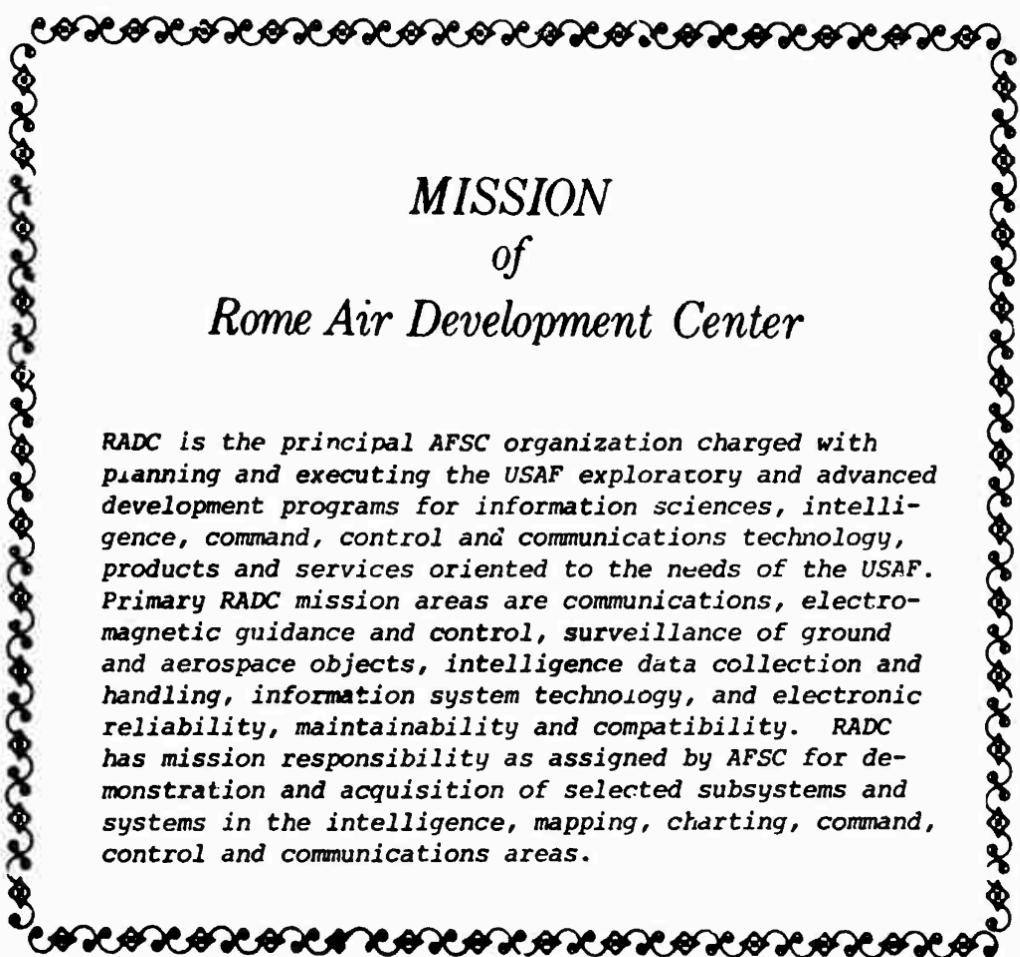 MISSION
of
Rome Air Development Center
RADC is the principal AFSC organization charged with
planning and executing the USAF exploratory and advanced
development programs for information sciences, intelli-
gence, command, control and communications technology,
products and services oriented to the needs of the USAF.
Primary RADC mission areas are communications, electro-
magnetic guidance and control, surveillance of ground
and aerospace objects, intelligence data collection and
handling, information system technology, and electronic
reliability, maintainability and compatibility.  RADC
has mission responsibility as assigned by AFSC for de-
monstration and acquisition of selected subsystems and
systems in the intelligence, mapping, charting, command,
control and communications areas.